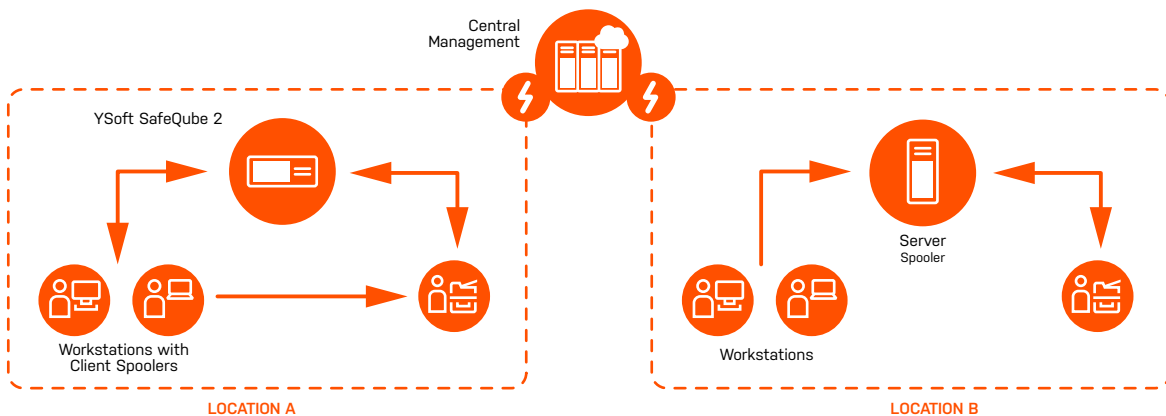 Central
Management
YSoft SafeQube 2
Workstations with
Client Spoolers
LOCATION A
Server
Spooler
Workstations
LOCATION B